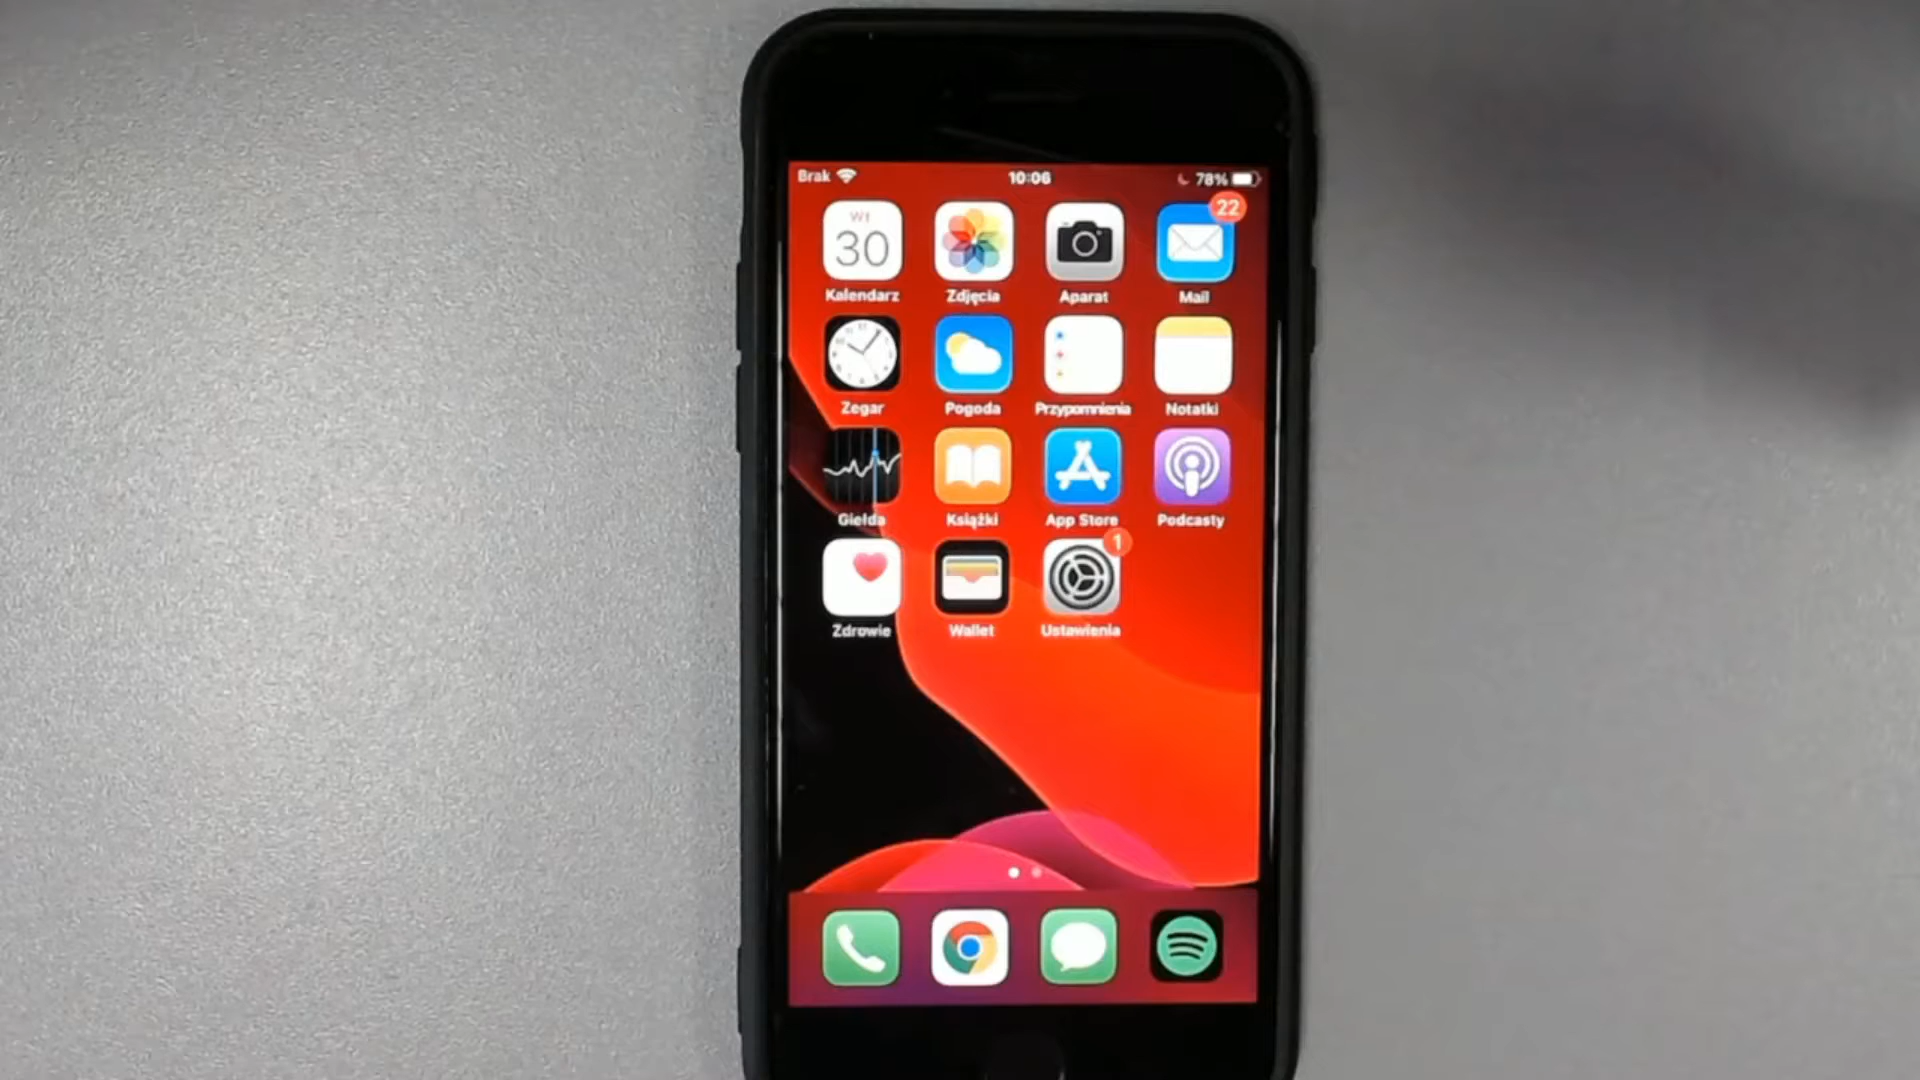 Brak 10:06 78%
Wt
30
22
Kalendarz Zdjęcia Aparat Mail
Zegar Pogoda Przypomnienia Notatki
Giełda Książki App Store Podcasty
1
Zdrowie Wallet Ustawienia